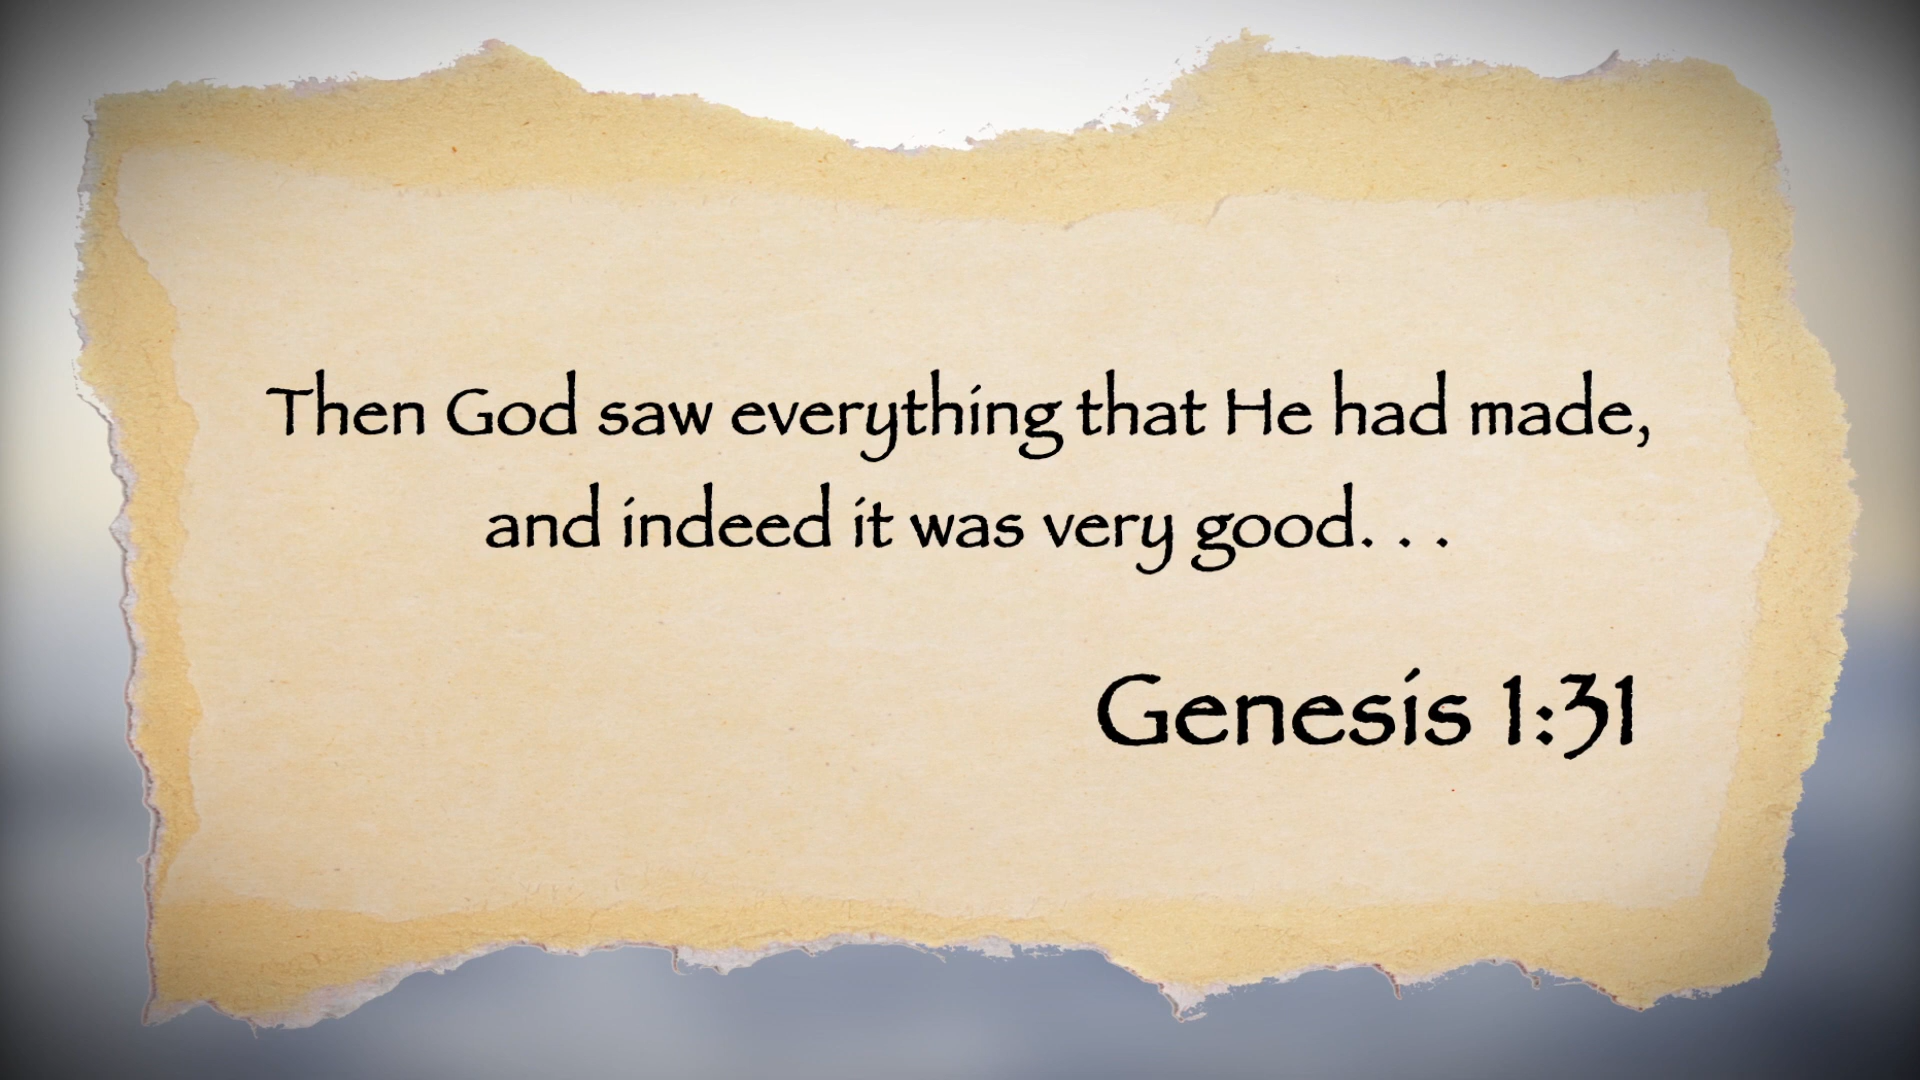 Then God saw everything that He had made,
and indeed it was very good. . .
Genesis 1:31